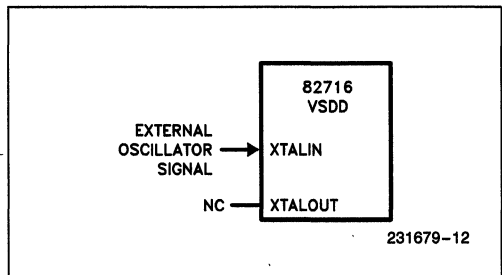 82716
VSDD
EXTERNAL
OSCILLATOR
SIGNAL
XTALIN
NC
XTALOUT
231679-12